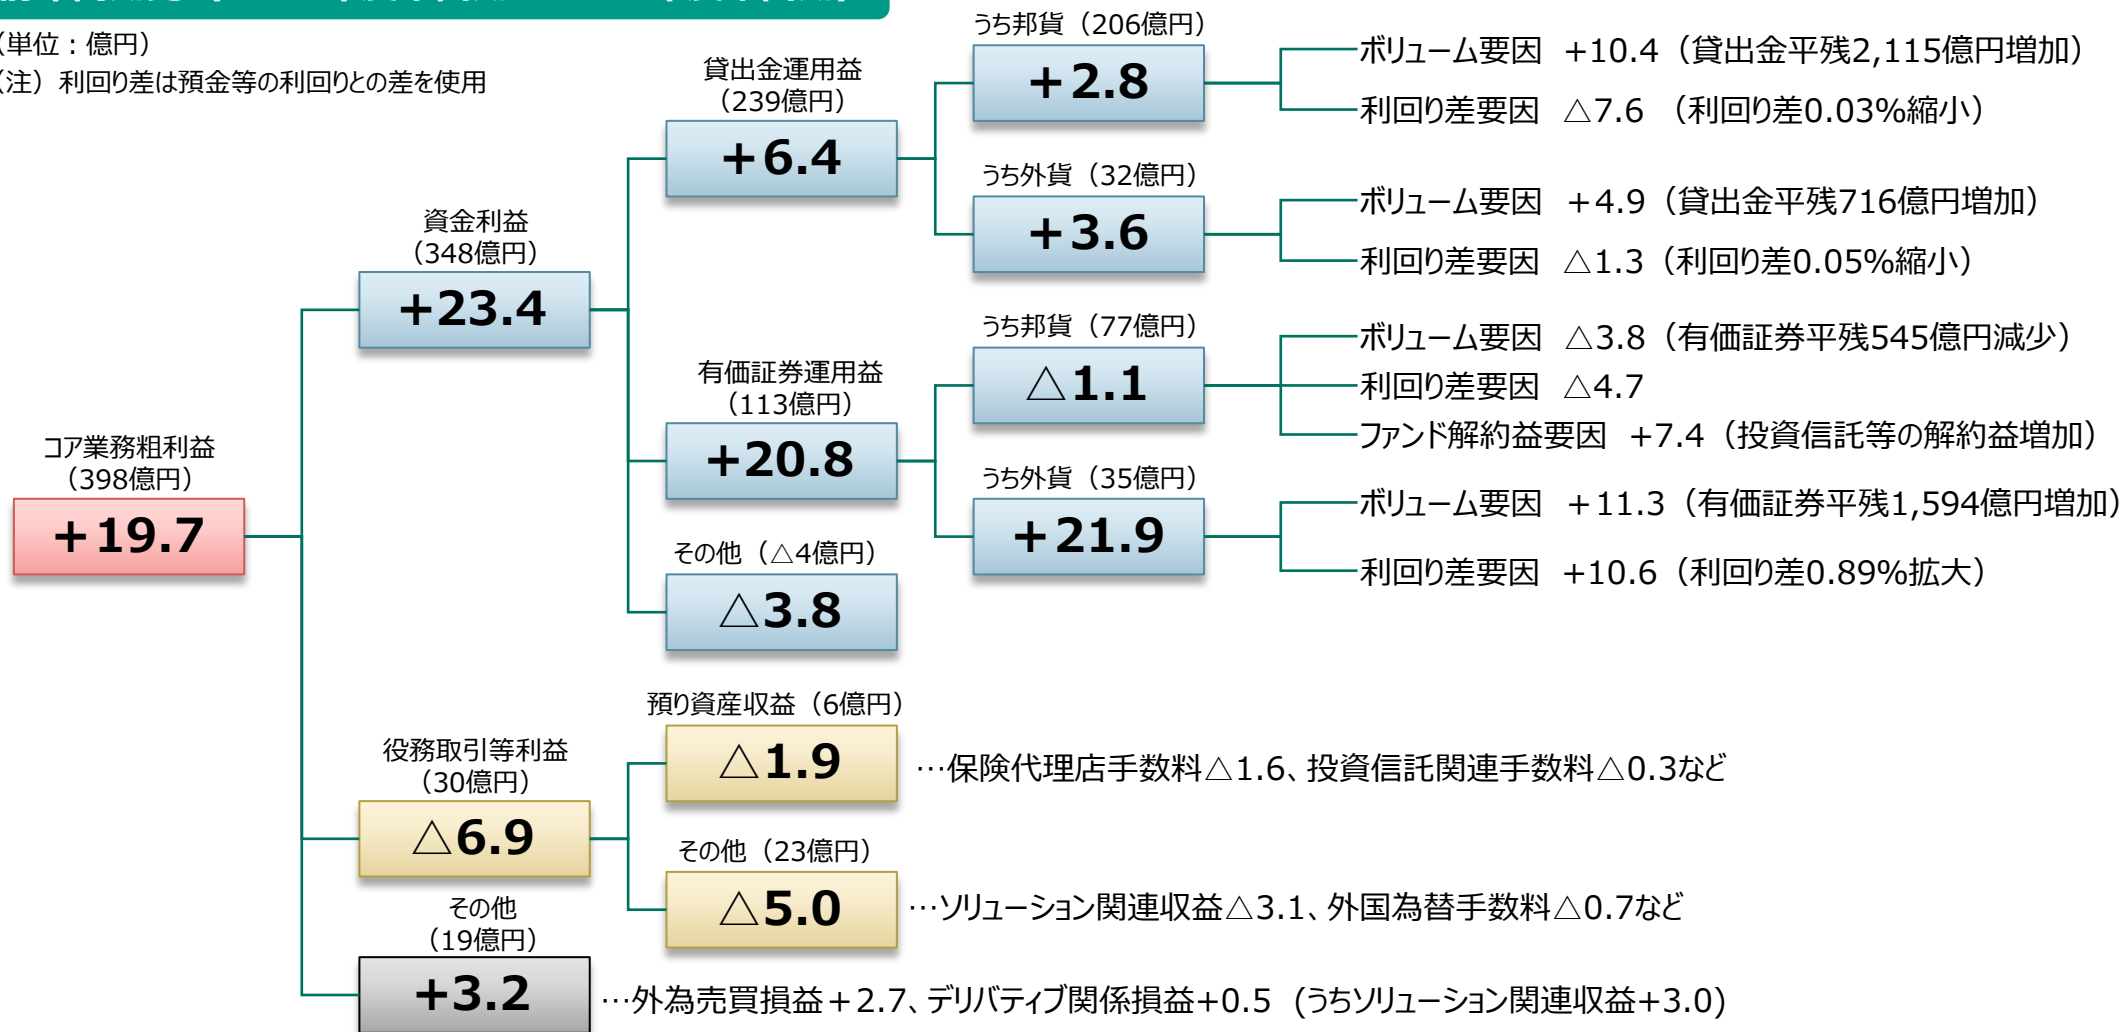 （単位：億円）
（注）利回り差は預金等の利回りとの差を使用
コア業務粗利益
（398億円）
＋19.7
資金利益
（348億円）
+23.4
貸出金運用益
（239億円）
＋6.4
うち邦貨（206億円）
＋2.8
ボリューム要因 ＋10.4（貸出金平残2,115億円増加）
利回り差要因 △7.6 （利回り差0.03%縮小）
うち外貨（32億円）
＋3.6
ボリューム要因 ＋4.9（貸出金平残716億円増加）
利回り差要因 △1.3（利回り差0.05%縮小）
有価証券運用益
（113億円）
+20.8
うち邦貨（77億円）
△1.1
ボリューム要因 △3.8（有価証券平残545億円減少）
利回り差要因 △4.7
ファンド解約益要因 +7.4（投資信託等の解約益増加）
うち外貨（35億円）
＋21.9
ボリューム要因 ＋11.3（有価証券平残1,594億円増加）
利回り差要因 +10.6（利回り差0.89%拡大）
その他（△4億円）
△3.8
役務取引等利益
（30億円）
△6.9
預り資産収益（6億円）
△1.9
…保険代理店手数料△1.6、投資信託関連手数料△0.3など
その他（23億円）
△5.0
…ソリューション関連収益△3.1、外国為替手数料△0.7など
その他
（19億円）
+3.2
…外為売買損益＋2.7、デリバティブ関係損益+0.5 (うちソリューション関連収益+3.0)